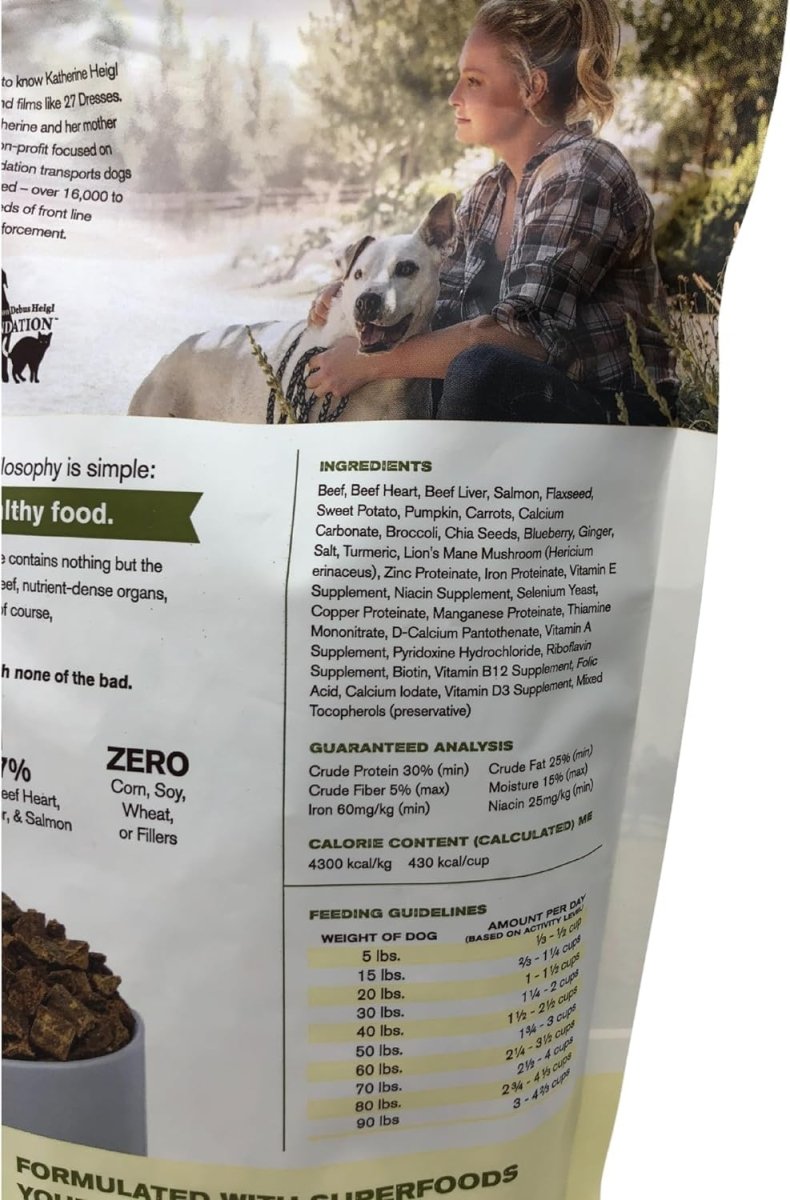 to know Katherine Heigl
nd films like 27 Dresses.
herine and her mother
on-profit focused on
dation transports dogs
ed – over 16,000 to
eds of front line
forcement.
Debus Heigl
DATION™
losophy is simple:
lthy food.
e contains nothing but the
eef, nutrient-dense organs,
of course,
h none of the bad.
7%
eef Heart,
r, & Salmon
ZERO
Corn, Soy,
Wheat,
or Fillers
INGREDIENTS
Beef, Beef Heart, Beef Liver, Salmon, Flaxseed,
Sweet Potato, Pumpkin, Carrots, Calcium
Carbonate, Broccoli, Chia Seeds, Blueberry, Ginger,
Salt, Turmeric, Lion's Mane Mushroom (Hericium
erinaceus), Zinc Proteinate, Iron Proteinate, Vitamin E
Supplement, Niacin Supplement, Selenium Yeast,
Copper Proteinate, Manganese Proteinate, Thiamine
Mononitrate, D-Calcium Pantothenate, Vitamin A
Supplement, Pyridoxine Hydrochloride, Riboflavin
Supplement, Biotin, Vitamin B12 Supplement, Folic
Acid, Calcium Iodate, Vitamin D3 Supplement, Mixed
Tocopherols (preservative)
GUARANTEED ANALYSIS
Crude Protein 30% (min) Crude Fat 25% (min)
Crude Fiber 5% (max) Moisture 15% (max)
Iron 60mg/kg (min) Niacin 25mg/kg (min)
CALORIE CONTENT (CALCULATED) ME
4300 kcal/kg 430 kcal/cup
FEEDING GUIDELINES
WEIGHT OF DOG AMOUNT PER DAY
(BASED ON ACTIVITY LEVEL)
5 lbs. ⅓ - ½ cup
15 lbs. ⅔ - 1¼ cups
20 lbs. 1 - 1½ cups
30 lbs. 1¼ - 2 cups
40 lbs. 1½ - 2½ cups
50 lbs. 1¾ - 3 cups
60 lbs. 2¼ - 3½ cups
70 lbs. 2½ - 4 cups
80 lbs. 2¾ - 4⅓ cups
90 lbs 3 - 4⅔ cups
FORMULATED WITH SUPERFOODS
YOUR